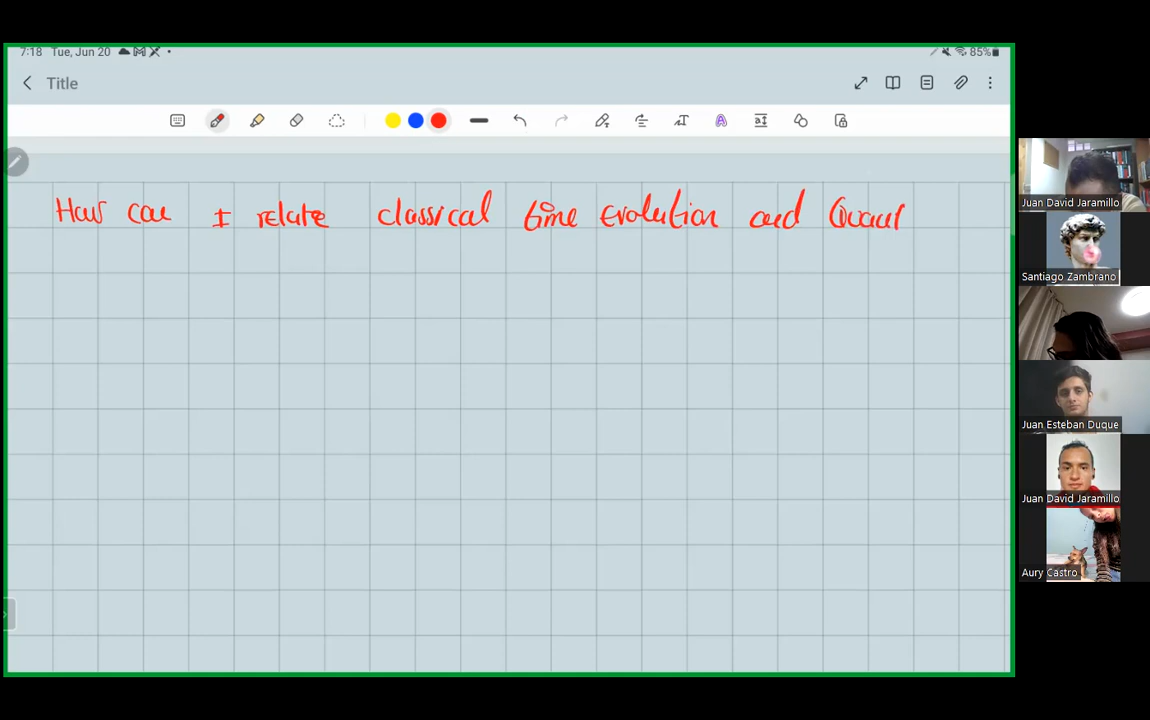 7:18 Tue, Jun 20
85%
Title
How can I relate classical time evolution and Quant
Juan David Jaramillo
Santiago Zambrano
Juan Esteban Duque
Juan David Jaramillo
Aury Castro